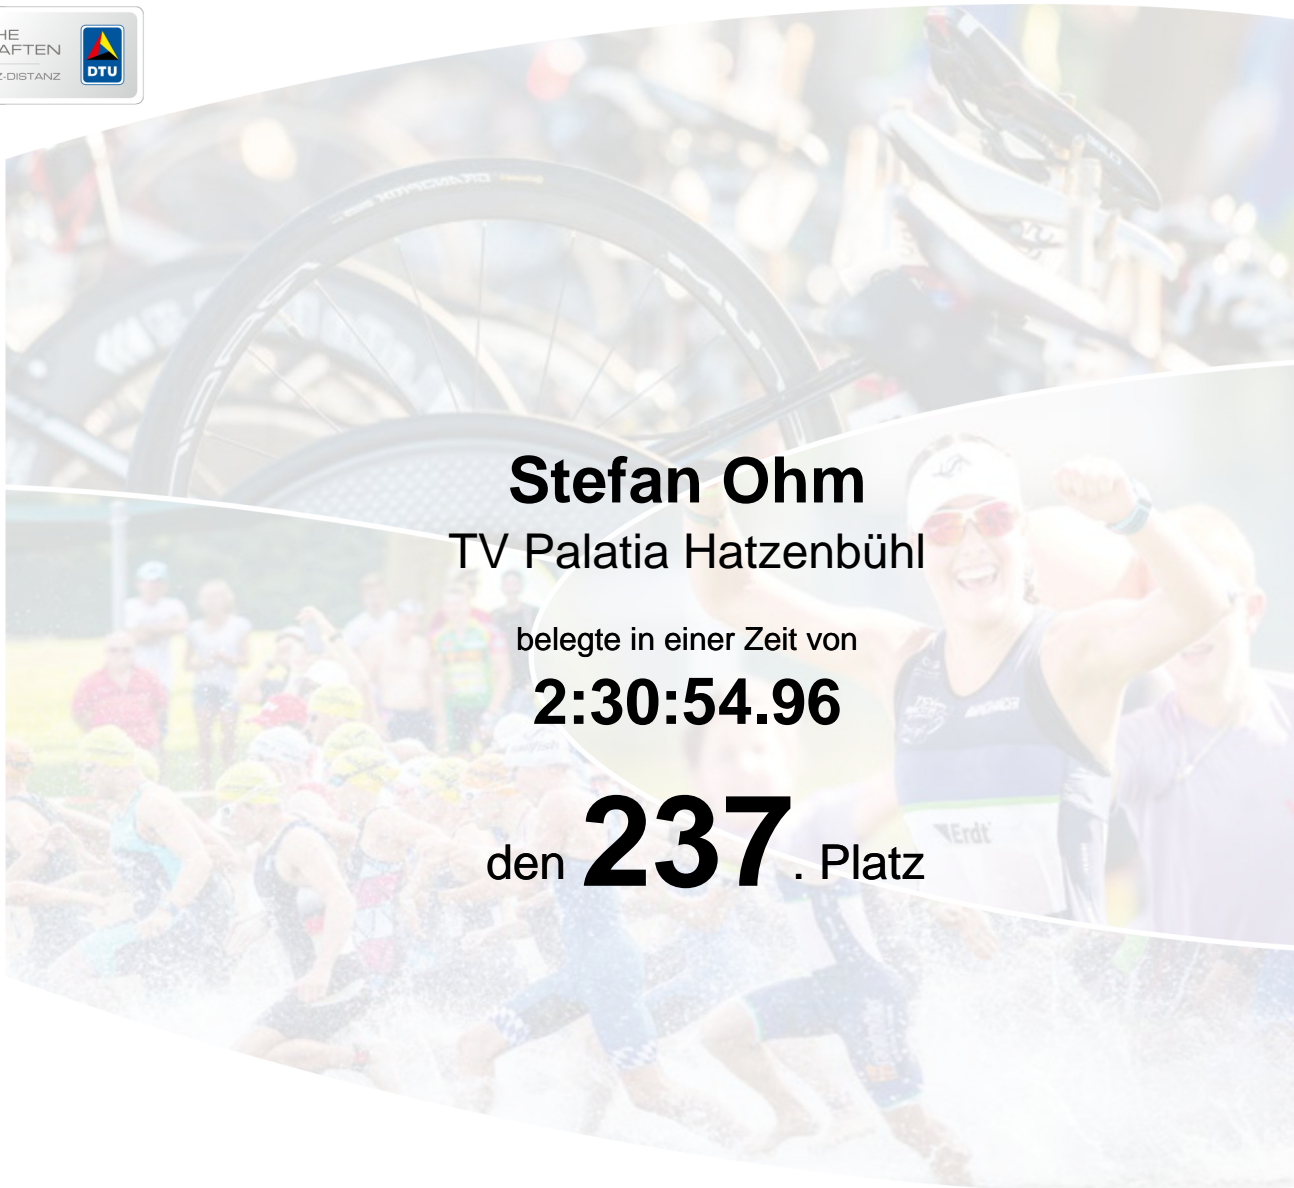 HE
AFTEN
Z-DISTANZ
DTU
Stefan Ohm
TV Palatia Hatzenbühl
belegte in einer Zeit von
2:30:54.96
den 237. Platz
Erdt